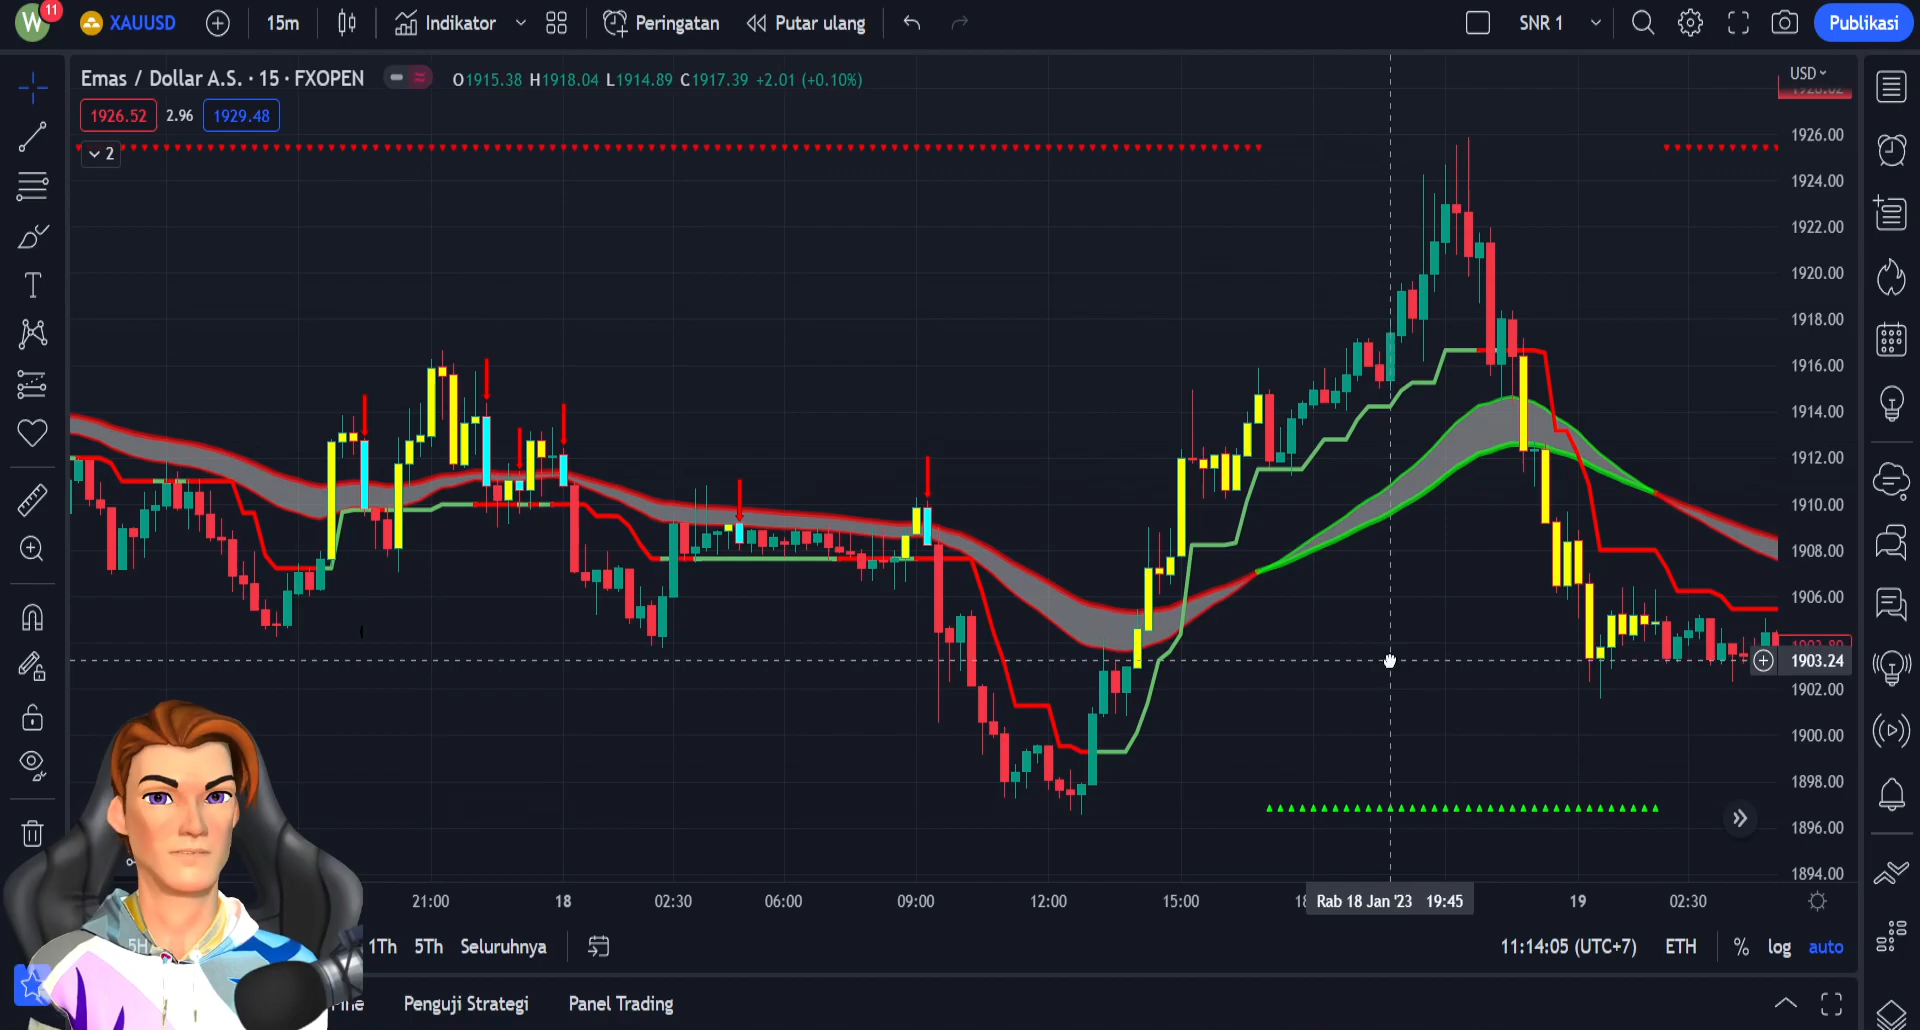 W 11 XAUUSD 15m Indikator Peringatan Putar ulang SNR 1 Publikasi
Emas / Dollar A.S. · 15 · FXOPEN O1915.38 H1918.04 L1914.89 C1917.39 +2.01 (+0.10%)
USD
1926.52 2.96 1929.48
2
1926.00
1924.00
1922.00
1920.00
1918.00
1916.00
1914.00
1912.00
1910.00
1908.00
1906.00
1903.24
1902.00
1900.00
1898.00
1896.00
1894.00
21:00 18 02:30 06:00 09:00 12:00 15:00 Rab 18 Jan '23 19:45 19 02:30
5H 1Th 5Th Seluruhnya 11:14:05 (UTC+7) ETH % log auto
Penguji Strategi Panel Trading